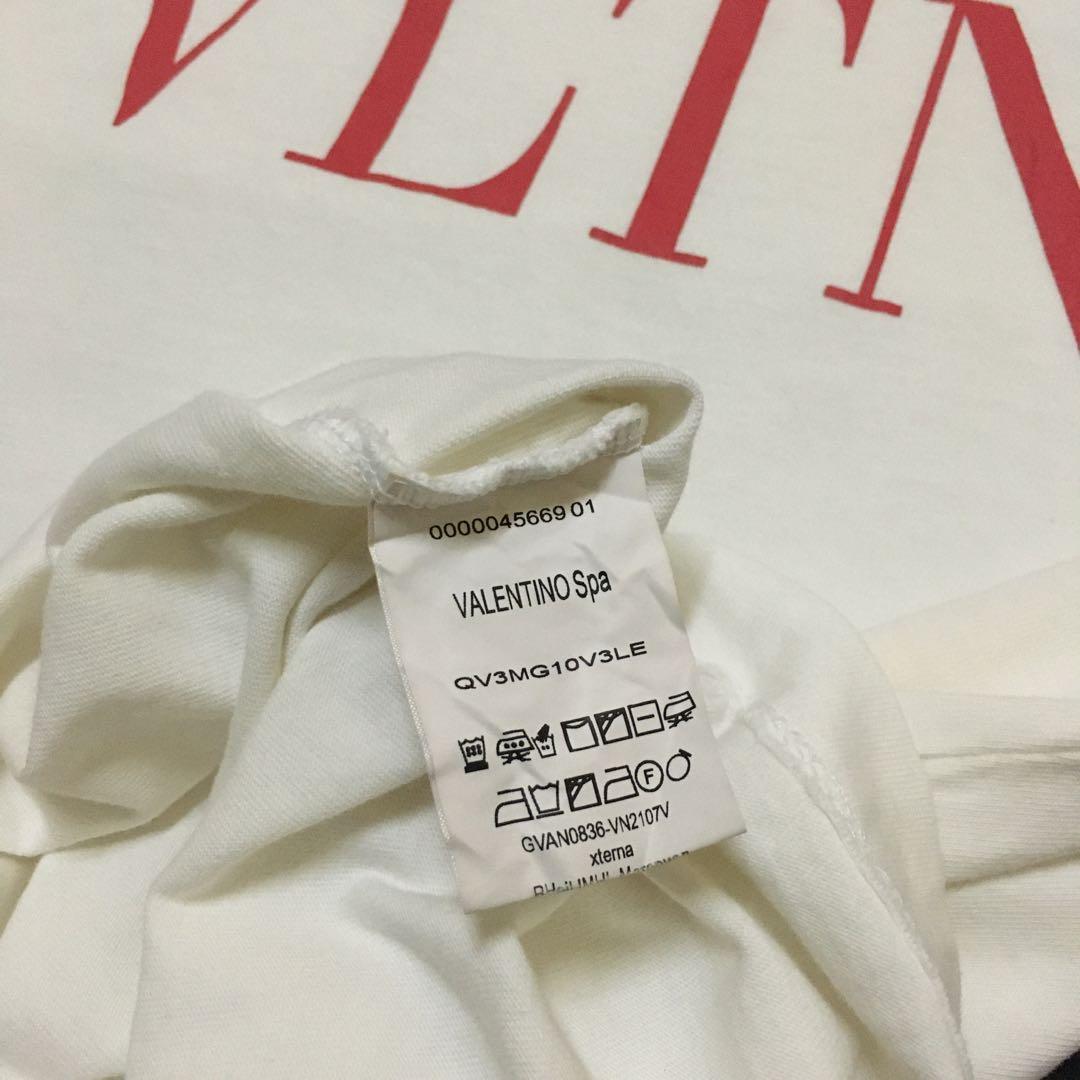 VLTN
0000045669 01
VALENTINO Spa
QV3MG10V3LE
F
GVAN0836-VN2107V
xterna